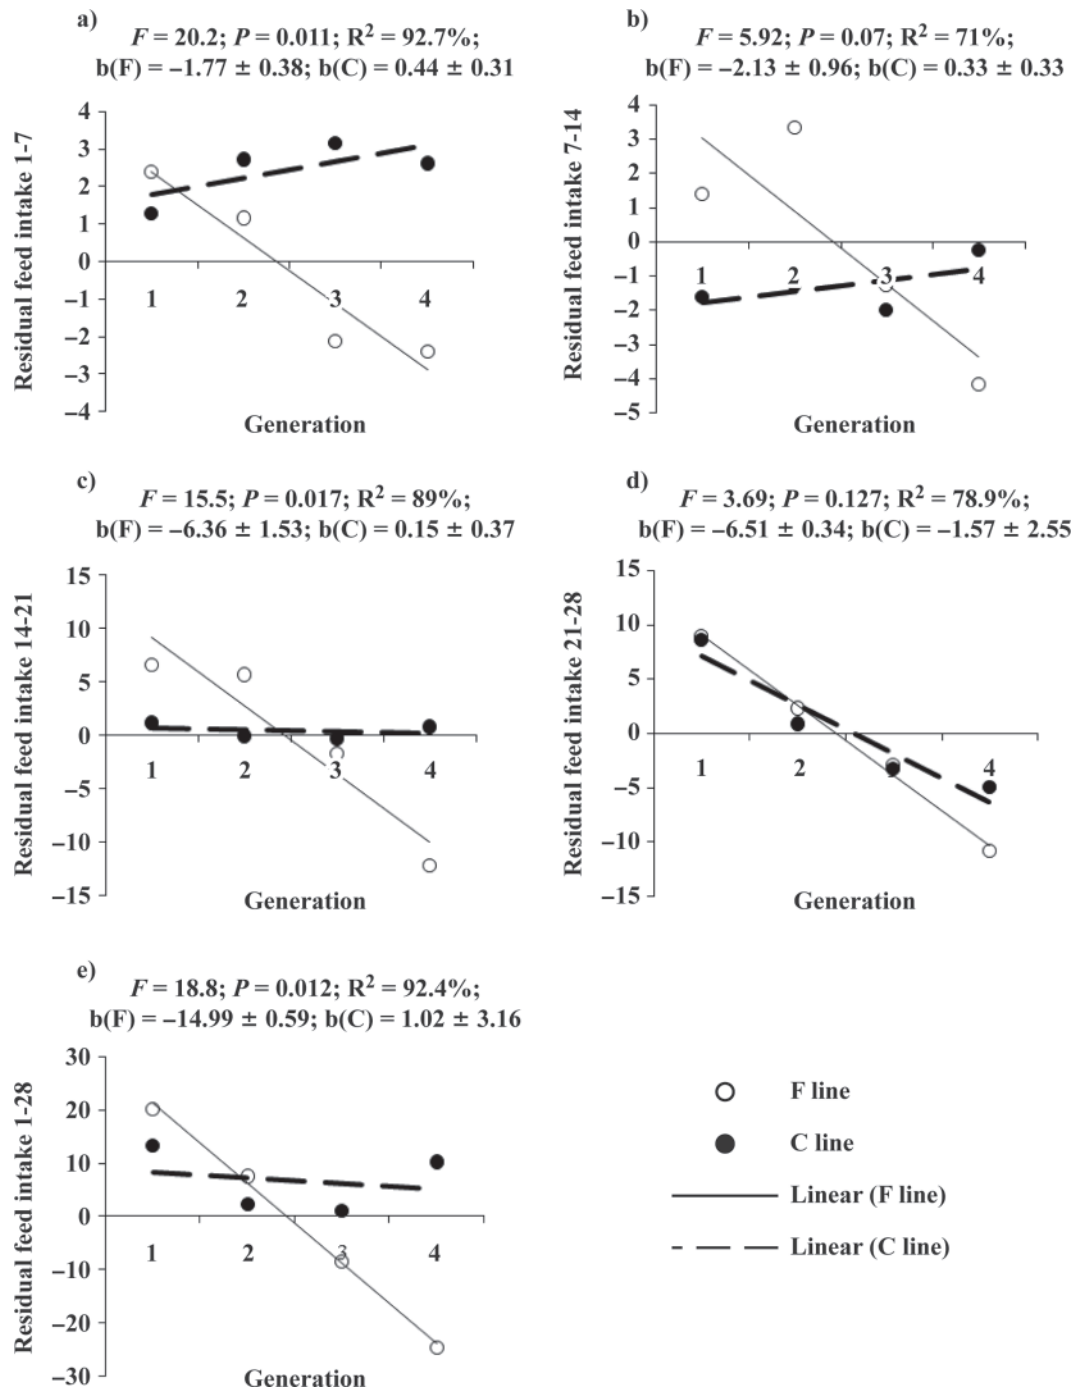 a)
F = 20.2; P = 0.011; R² = 92.7%;
b(F) = −1.77 ± 0.38; b(C) = 0.44 ± 0.31
Residual feed intake 1-7
4
3
2
1
0
−1
−2
−3
−4
1 2 3 4
Generation
b)
F = 5.92; P = 0.07; R² = 71%;
b(F) = −2.13 ± 0.96; b(C) = 0.33 ± 0.33
Residual feed intake 7-14
4
3
2
1
0
−1
−2
−3
−4
−5
1 2 3 4
Generation
c)
F = 15.5; P = 0.017; R² = 89%;
b(F) = −6.36 ± 1.53; b(C) = 0.15 ± 0.37
Residual feed intake 14-21
15
10
5
0
−5
−10
−15
1 2 3 4
Generation
d)
F = 3.69; P = 0.127; R² = 78.9%;
b(F) = −6.51 ± 0.34; b(C) = −1.57 ± 2.55
Residual feed intake 21-28
15
10
5
0
−5
−10
−15
1 2 4
Generation
e)
F = 18.8; P = 0.012; R² = 92.4%;
b(F) = −14.99 ± 0.59; b(C) = 1.02 ± 3.16
Residual feed intake 1-28
30
20
10
0
−10
−20
−30
1 2 3 4
Generation
F line
C line
Linear (F line)
Linear (C line)